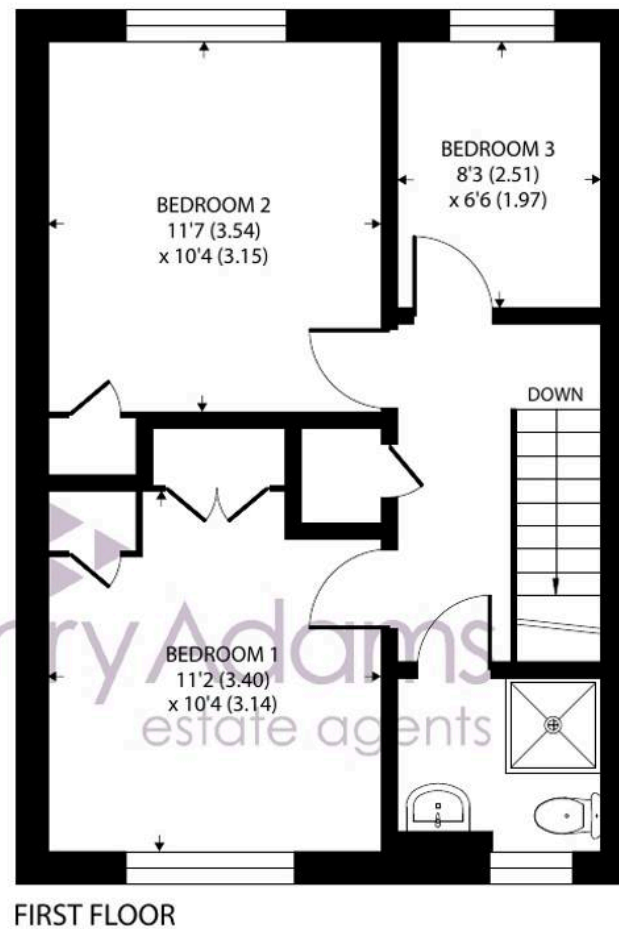 BEDROOM 3
8'3 (2.51)
x 6'6 (1.97)
BEDROOM 2
11'7 (3.54)
x 10'4 (3.15)
DOWN
BEDROOM 1
11'2 (3.40)
x 10'4 (3.14)
Adams
estate agents
FIRST FLOOR